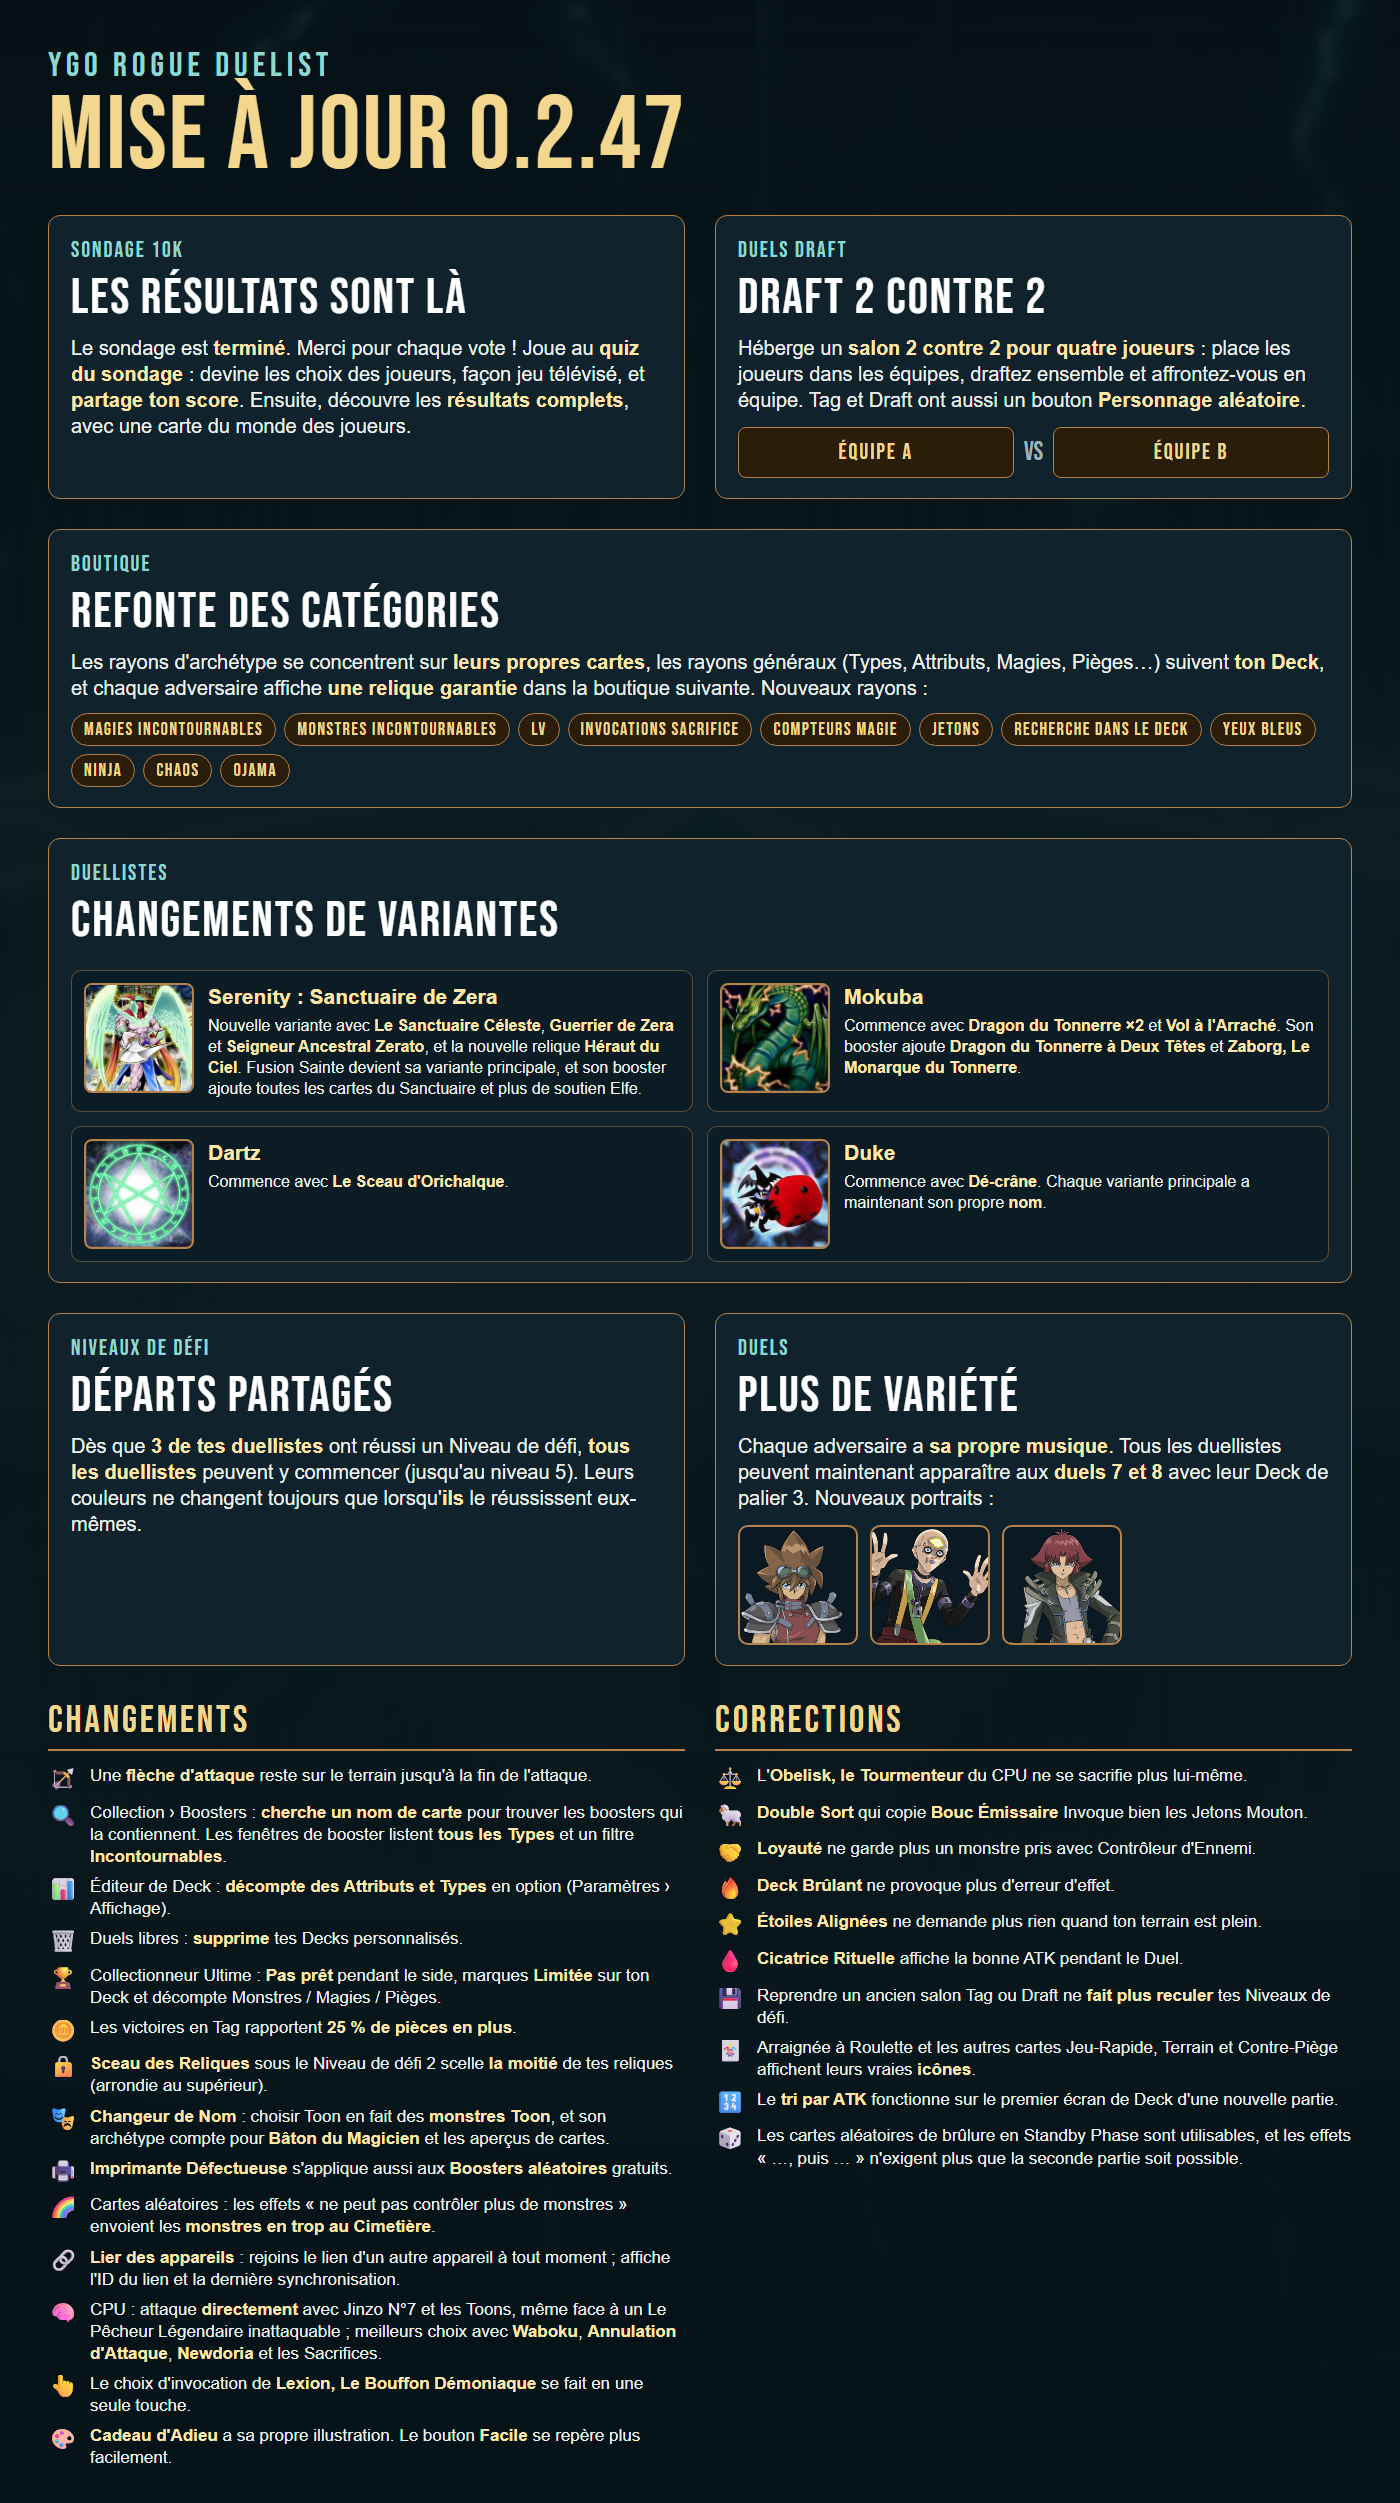 YGO ROGUE DUELIST
MISE À JOUR 0.2.47
SONDAGE 10K
LES RÉSULTATS SONT LÀ
Le sondage est terminé. Merci pour chaque vote ! Joue au quiz
du sondage : devine les choix des joueurs, façon jeu télévisé, et
partage ton score. Ensuite, découvre les résultats complets,
avec une carte du monde des joueurs.
DUELS DRAFT
DRAFT 2 CONTRE 2
Héberge un salon 2 contre 2 pour quatre joueurs : place les
joueurs dans les équipes, draftez ensemble et affrontez-vous en
équipe. Tag et Draft ont aussi un bouton Personnage aléatoire.
ÉQUIPE A
VS
ÉQUIPE B
BOUTIQUE
REFONTE DES CATÉGORIES
Les rayons d'archétype se concentrent sur leurs propres cartes, les rayons généraux (Types, Attributs, Magies, Pièges…) suivent ton Deck,
et chaque adversaire affiche une relique garantie dans la boutique suivante. Nouveaux rayons :
MAGIES INCONTOURNABLES MONSTRES INCONTOURNABLES LV INVOCATIONS SACRIFICE COMPTEURS MAGIE JETONS RECHERCHE DANS LE DECK YEUX BLEUS
NINJA CHAOS OJAMA
DUELLISTES
CHANGEMENTS DE VARIANTES
Serenity : Sanctuaire de Zera
Nouvelle variante avec Le Sanctuaire Céleste, Guerrier de Zera
et Seigneur Ancestral Zerato, et la nouvelle relique Héraut du
Ciel. Fusion Sainte devient sa variante principale, et son booster
ajoute toutes les cartes du Sanctuaire et plus de soutien Elfe.
Mokuba
Commence avec Dragon du Tonnerre ×2 et Vol à l'Arraché. Son
booster ajoute Dragon du Tonnerre à Deux Têtes et Zaborg, Le
Monarque du Tonnerre.
Dartz
Commence avec Le Sceau d'Orichalque.
Duke
Commence avec Dé-crâne. Chaque variante principale a
maintenant son propre nom.
NIVEAUX DE DÉFI
DÉPARTS PARTAGÉS
Dès que 3 de tes duellistes ont réussi un Niveau de défi, tous
les duellistes peuvent y commencer (jusqu'au niveau 5). Leurs
couleurs ne changent toujours que lorsqu'ils le réussissent eux-
mêmes.
DUELS
PLUS DE VARIÉTÉ
Chaque adversaire a sa propre musique. Tous les duellistes
peuvent maintenant apparaître aux duels 7 et 8 avec leur Deck de
palier 3. Nouveaux portraits :
CHANGEMENTS
Une flèche d'attaque reste sur le terrain jusqu'à la fin de l'attaque.
Collection › Boosters : cherche un nom de carte pour trouver les boosters qui
la contiennent. Les fenêtres de booster listent tous les Types et un filtre
Incontournables.
Éditeur de Deck : décompte des Attributs et Types en option (Paramètres ›
Affichage).
Duels libres : supprime tes Decks personnalisés.
Collectionneur Ultime : Pas prêt pendant le side, marques Limitée sur ton
Deck et décompte Monstres / Magies / Pièges.
Les victoires en Tag rapportent 25 % de pièces en plus.
Sceau des Reliques sous le Niveau de défi 2 scelle la moitié de tes reliques
(arrondie au supérieur).
Changeur de Nom : choisir Toon en fait des monstres Toon, et son
archétype compte pour Bâton du Magicien et les aperçus de cartes.
Imprimante Défectueuse s'applique aussi aux Boosters aléatoires gratuits.
Cartes aléatoires : les effets « ne peut pas contrôler plus de monstres »
envoient les monstres en trop au Cimetière.
Lier des appareils : rejoins le lien d'un autre appareil à tout moment ; affiche
l'ID du lien et la dernière synchronisation.
CPU : attaque directement avec Jinzo N°7 et les Toons, même face à un Le
Pêcheur Légendaire inattaquable ; meilleurs choix avec Waboku, Annulation
d'Attaque, Newdoria et les Sacrifices.
Le choix d'invocation de Lexion, Le Bouffon Démoniaque se fait en une
seule touche.
Cadeau d'Adieu a sa propre illustration. Le bouton Facile se repère plus
facilement.
CORRECTIONS
L'Obelisk, le Tourmenteur du CPU ne se sacrifie plus lui-même.
Double Sort qui copie Bouc Émissaire Invoque bien les Jetons Mouton.
Loyauté ne garde plus un monstre pris avec Contrôleur d'Ennemi.
Deck Brûlant ne provoque plus d'erreur d'effet.
Étoiles Alignées ne demande plus rien quand ton terrain est plein.
Cicatrice Rituelle affiche la bonne ATK pendant le Duel.
Reprendre un ancien salon Tag ou Draft ne fait plus reculer tes Niveaux de
défi.
Arraignée à Roulette et les autres cartes Jeu-Rapide, Terrain et Contre-Piège
affichent leurs vraies icônes.
Le tri par ATK fonctionne sur le premier écran de Deck d'une nouvelle partie.
Les cartes aléatoires de brûlure en Standby Phase sont utilisables, et les effets
« …, puis … » n'exigent plus que la seconde partie soit possible.